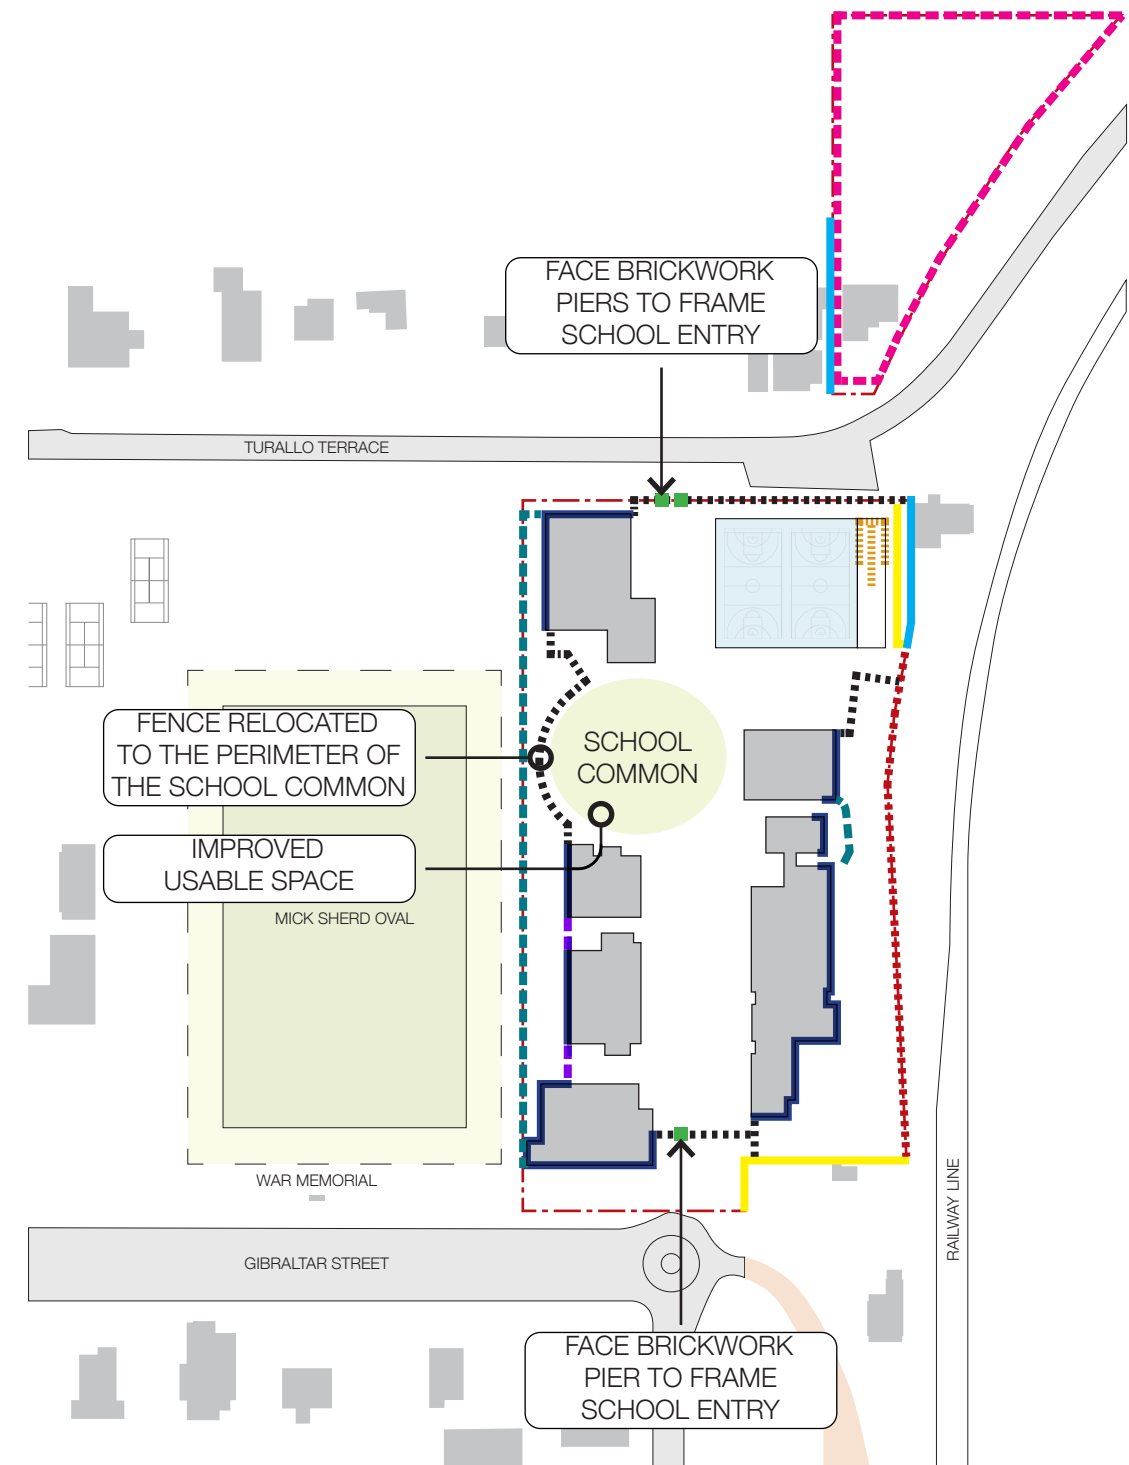 FACE BRICKWORK
PIERS TO FRAME
SCHOOL ENTRY
TURALLO TERRACE
FENCE RELOCATED
TO THE PERIMETER OF
THE SCHOOL COMMON
SCHOOL
COMMON
IMPROVED
USABLE SPACE
MICK SHERD OVAL
WAR MEMORIAL
RAILWAY LINE
GIBRALTAR STREET
FACE BRICKWORK
PIER TO FRAME
SCHOOL ENTRY